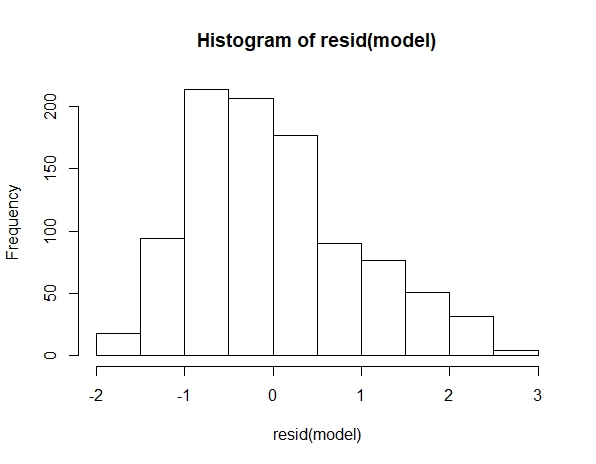 Histogram of resid(model)
Frequency
200
150
100
50
0
-2 -1 0 1 2 3
resid(model)